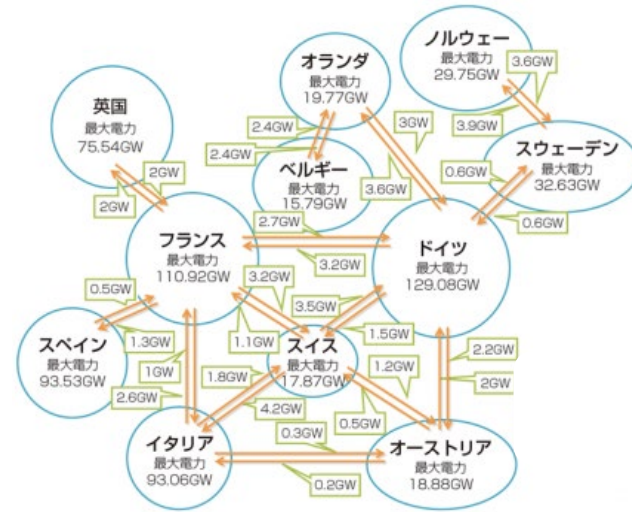 ノルウェー
最大電力
29.75GW
3.6GW
オランダ
最大電力
19.77GW
英国
最大電力
75.54GW
2.4GW
3GW
3.9GW
スウェーデン
最大電力
32.63GW
2.4GW
ベルギー
最大電力
15.79GW
3.6GW
0.6GW
2GW
2GW
0.6GW
フランス
最大電力
110.92GW
2.7GW
3.2GW
ドイツ
最大電力
129.08GW
0.5GW
3.2GW
3.5GW
1.3GW
1.1GW
1.5GW
スペイン
最大電力
93.53GW
スイス
最大電力
17.87GW
1GW
1.8GW
1.2GW
2.2GW
2GW
2.6GW
4.2GW
0.5GW
イタリア
最大電力
93.06GW
0.3GW
0.2GW
オーストリア
最大電力
18.88GW